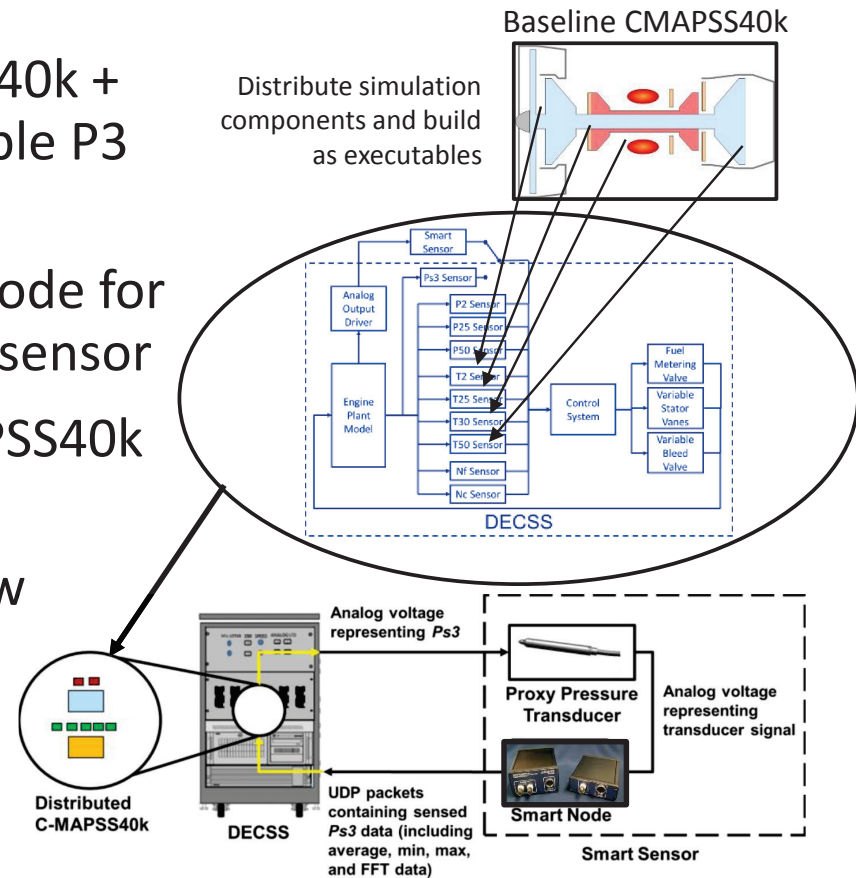 Baseline CMAPSS40k
40k +
ple P3
ode for
sensor
PSS40k
w
Distribute simulation
components and build
as executables
Smart
Sensor
Ps3 Sensor
Analog
Output
Driver
P2 Sensor
P25 Sensor
P50 Sensor
T2 Sensor
T25 Sensor
T30 Sensor
T50 Sensor
Nf Sensor
Nc Sensor
Engine
Plant
Model
Control
System
Fuel
Metering
Valve
Variable
Stator
Vanes
Variable
Bleed
Valve
DECSS
Analog voltage
representing Ps3
Proxy Pressure
Transducer
Analog voltage
representing
transducer signal
Smart Node
Smart Sensor
UDP packets
containing sensed
Ps3 data (including
average, min, max,
and FFT data)
DECSS
Distributed
C-MAPSS40k